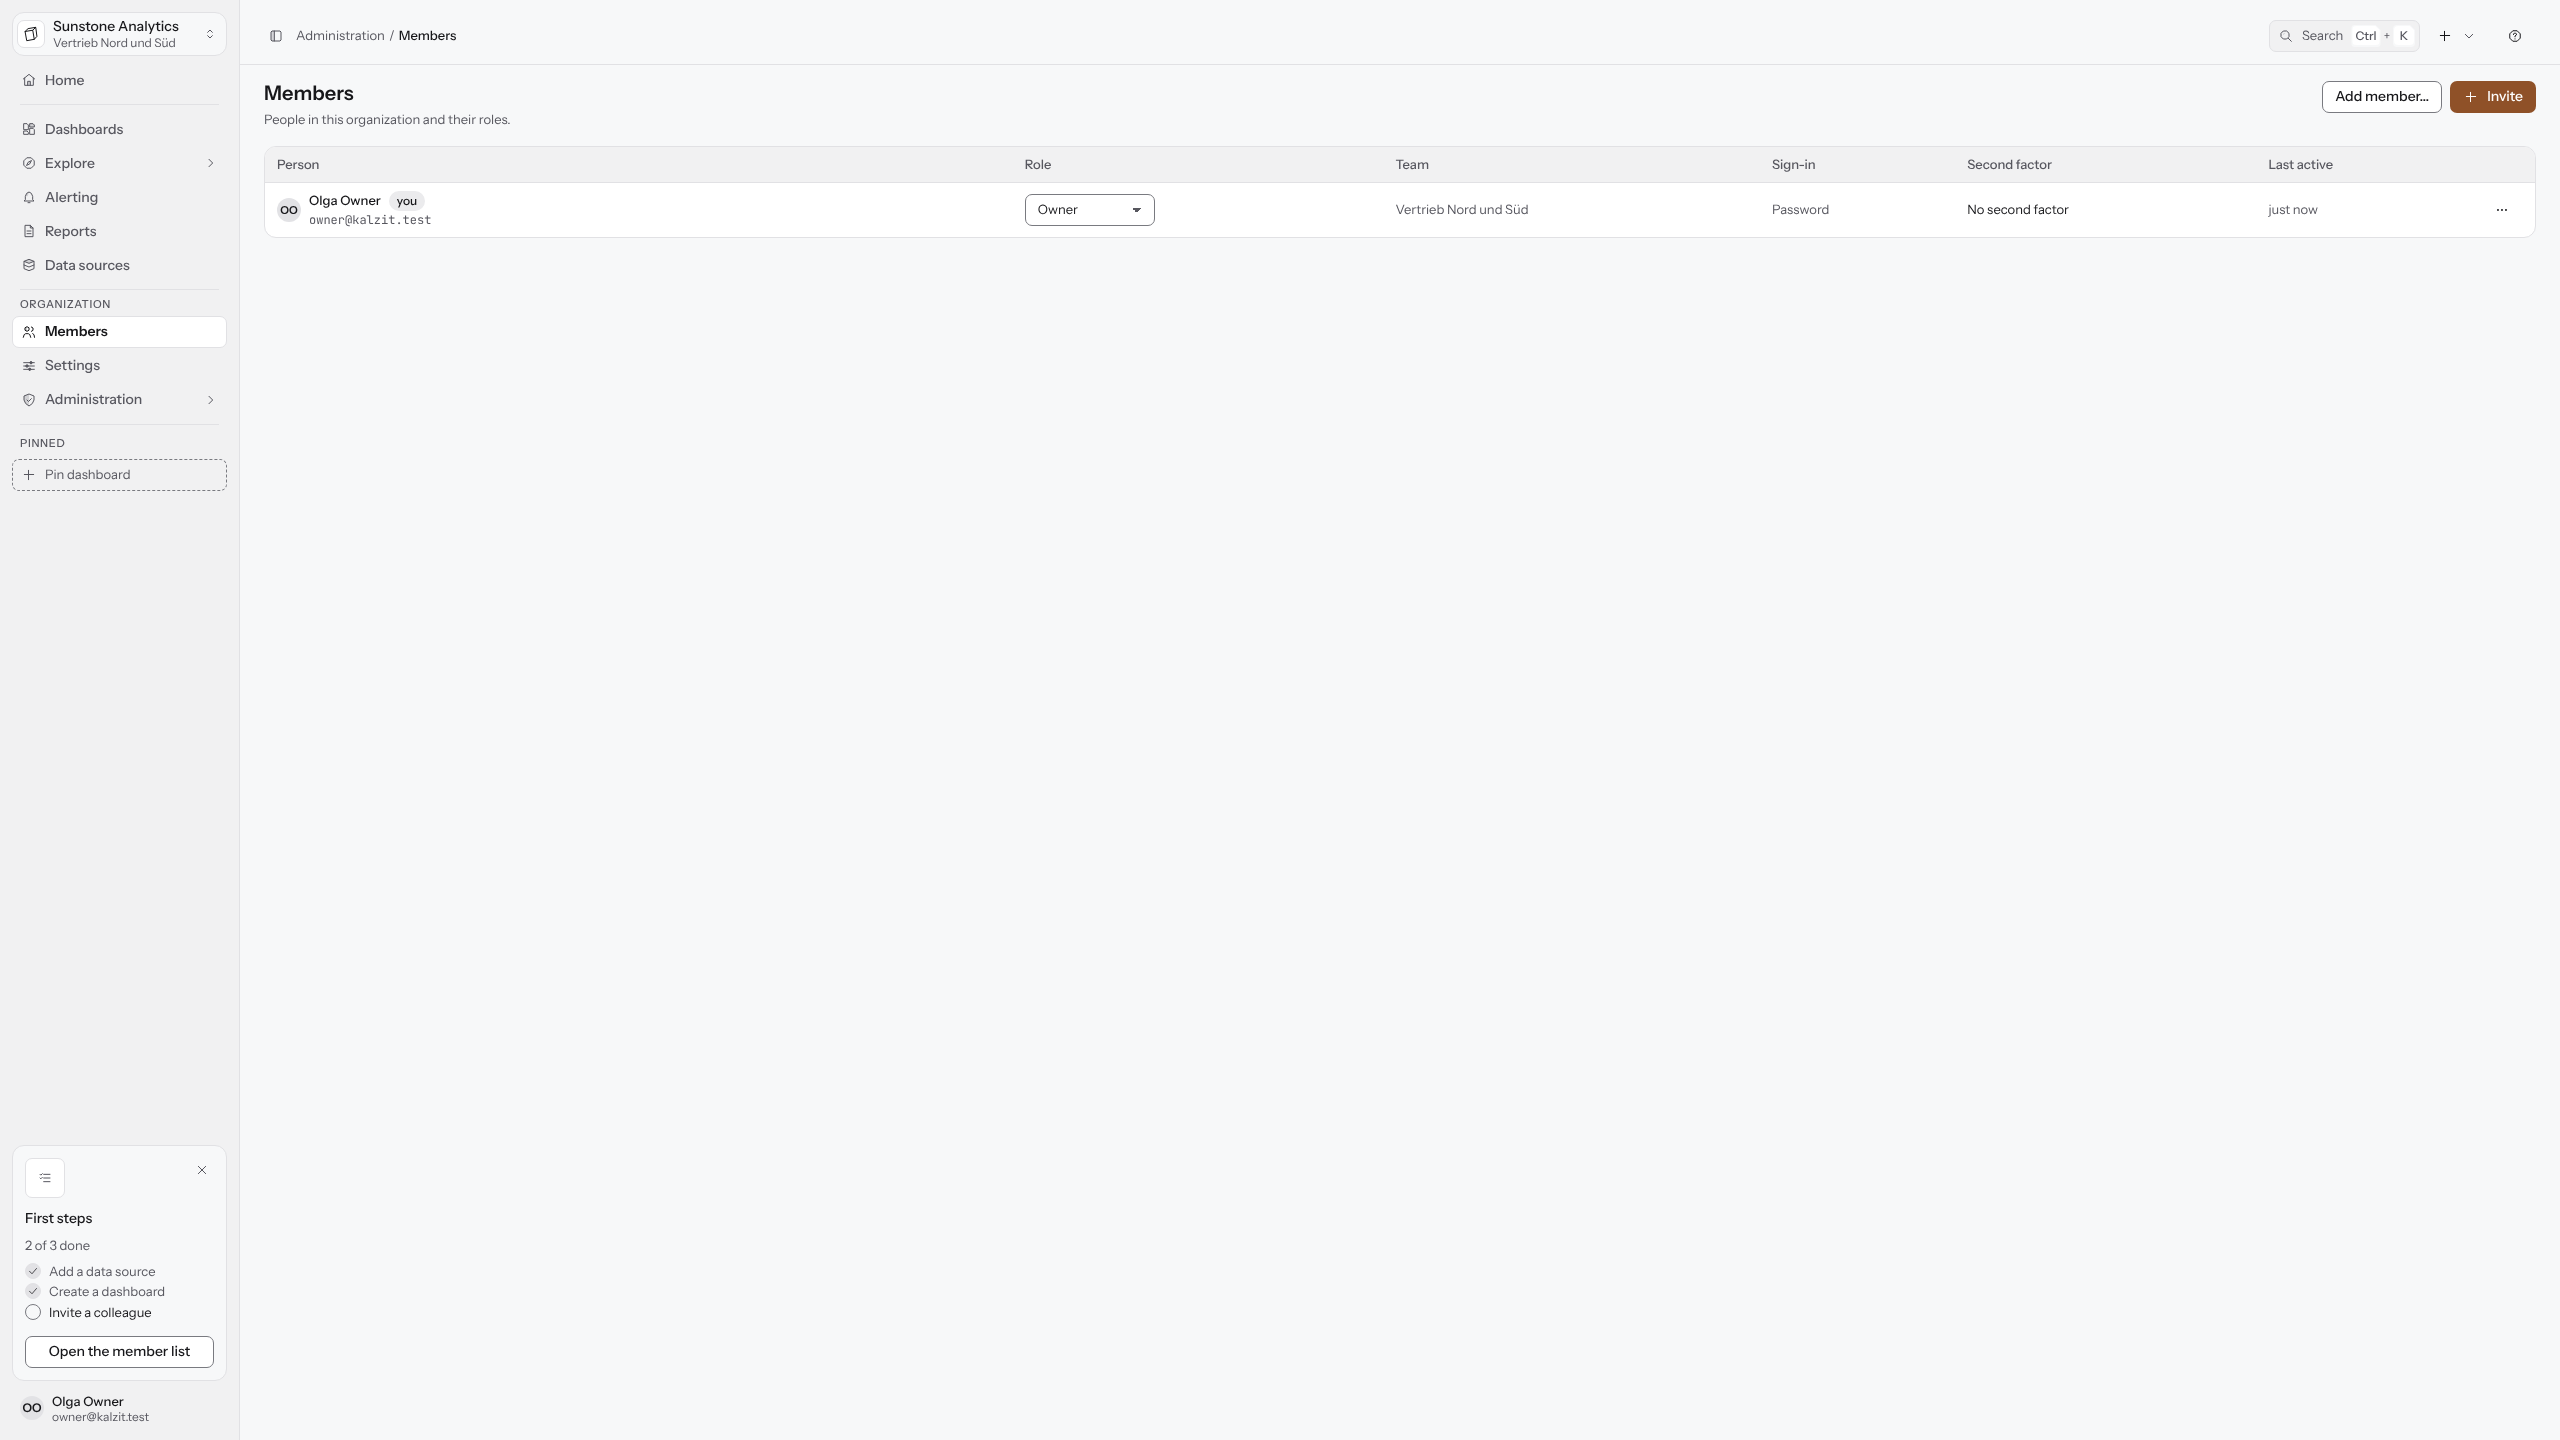 Sunstone Analytics
Vertrieb Nord und Süd
Home
Dashboards
Explore
Alerting
Reports
Data sources
ORGANIZATION
Members
Settings
Administration
PINNED
Pin dashboard
First steps
2 of 3 done
Add a data source
Create a dashboard
Invite a colleague
Open the member list
OO Olga Owner
owner@kalzit.test
Administration / Members
Search Ctrl + K
Members
People in this organization and their roles.
Add member...
Invite
Person Role Team Sign-in Second factor Last active
OO Olga Owner you
owner@kalzit.test
Owner Vertrieb Nord und Süd Password No second factor just now